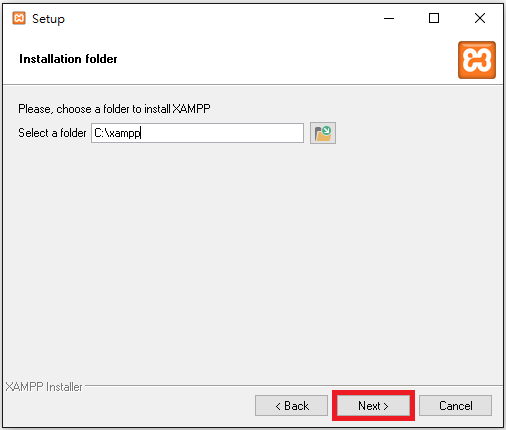 Setup
Installation folder
Please, choose a folder to install XAMPP
Select a folder C:\xampp
XAMPP Installer
< Back Next > Cancel